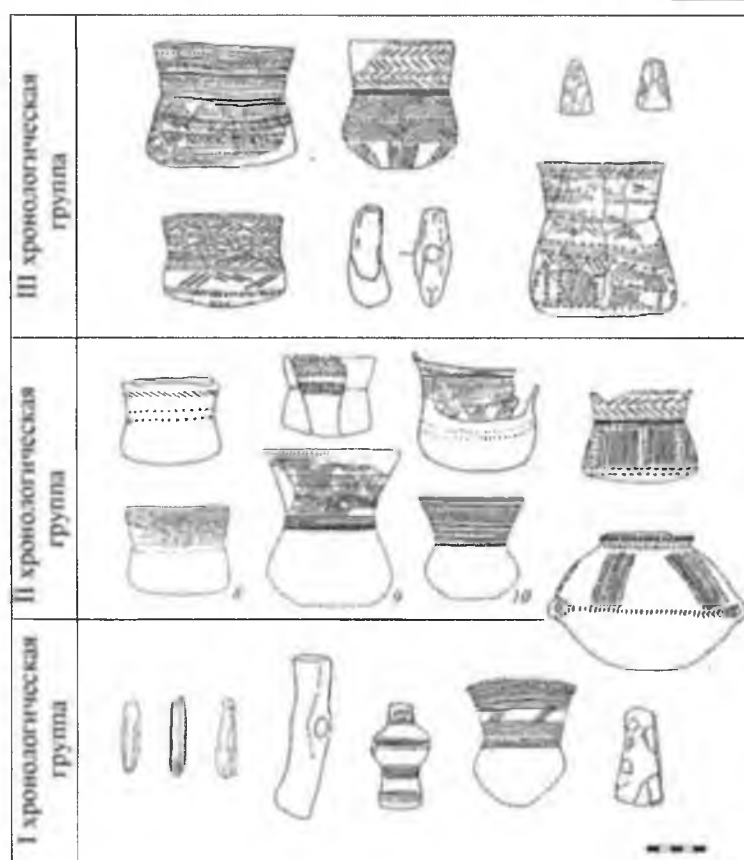 III хронологическая
группа
II хронологическая
группа
8
9
10
I хронологическая
группа